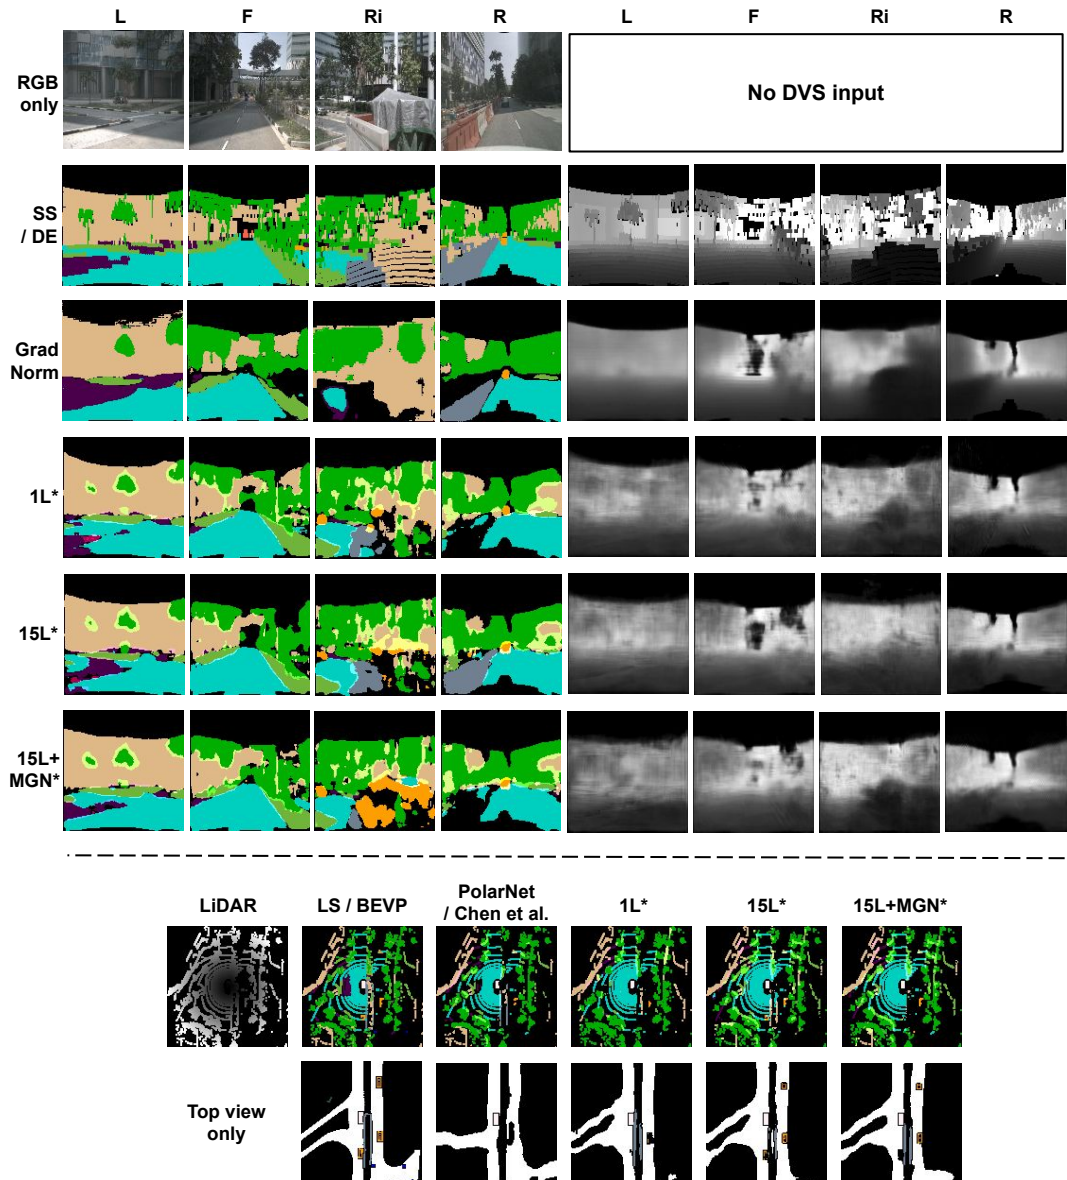 L F Ri R L F Ri R
RGB
only
No DVS input
SS
/ DE
Grad
Norm
1L*
15L*
15L+
MGN*
LiDAR LS / BEVP PolarNet
/ Chen et al. 1L* 15L* 15L+MGN*
Top view
only